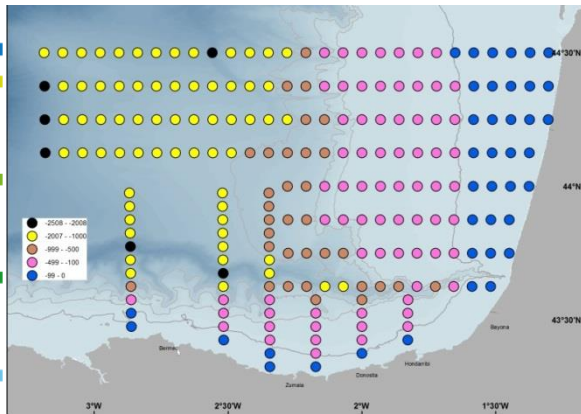 44°30'N
44°N
-2508 - -2008
-2007 - -1000
-999 - -500
-499 - -100
-99 - 0
43°30'N
Bayona
Bermeo
Hondarribi
Donostia
Zumaia
3°W
2°30'W
2°W
1°30'W